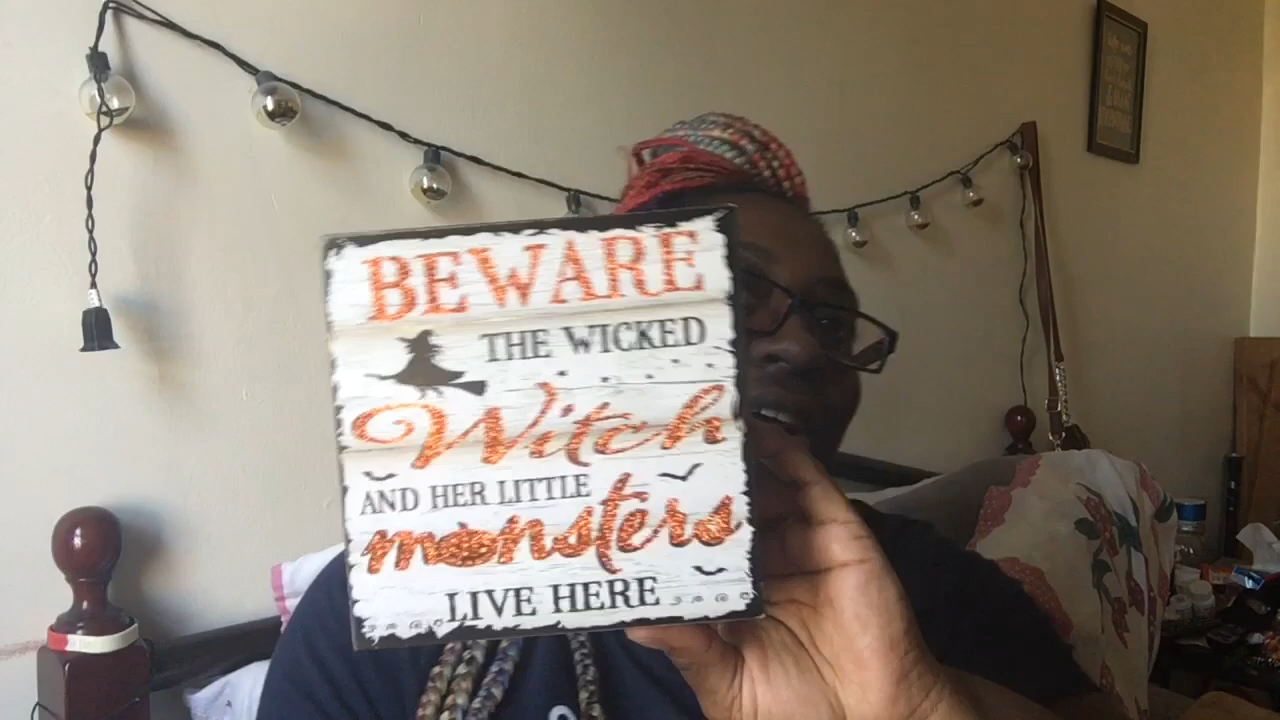 BEWARE
THE WICKED
Witch
AND HER LITTLE
monsters
LIVE HERE